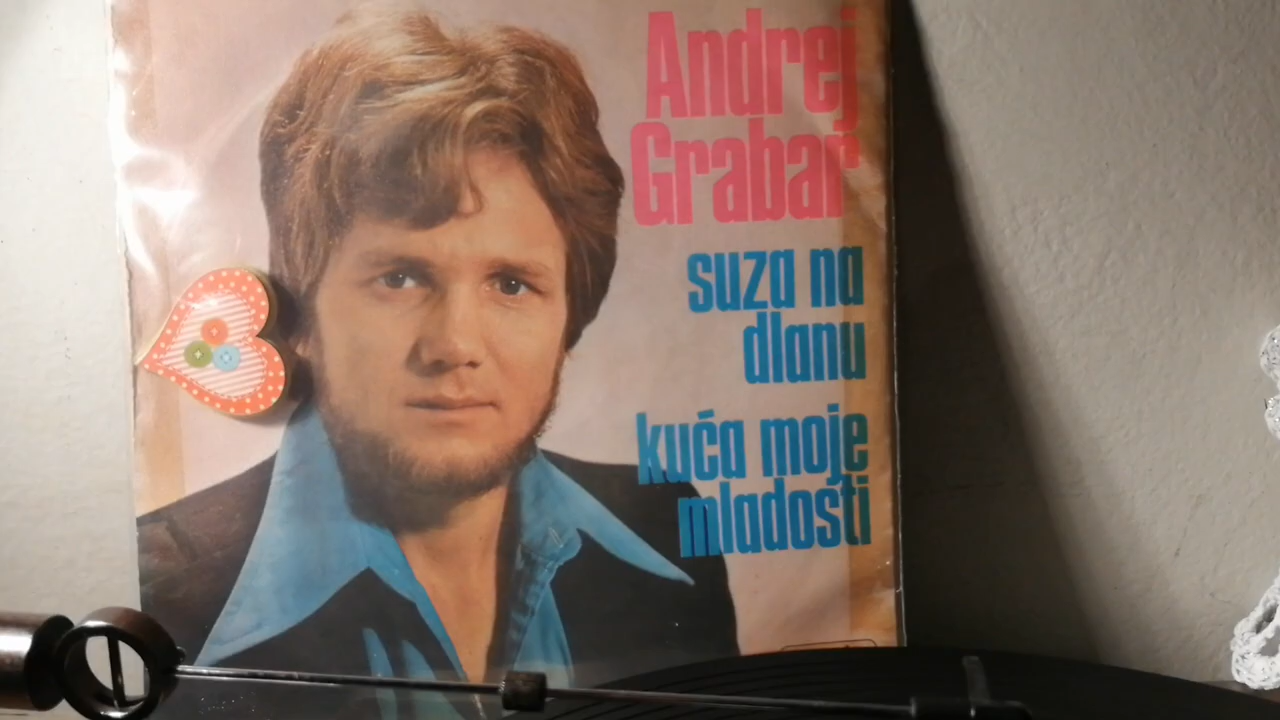 Andrej
Grabar
suza na
dlanu
kuća moje
mladosti